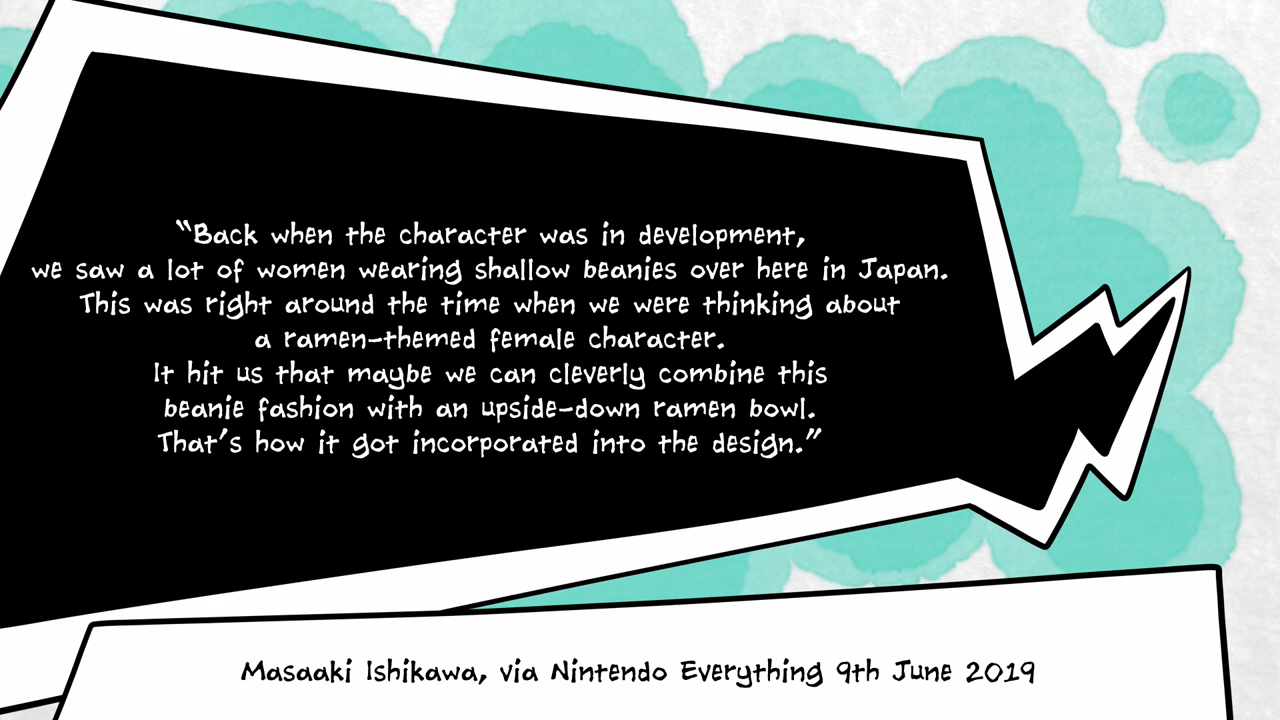 “Back when the character was in development,
we saw a lot of women wearing shallow beanies over here in Japan.
This was right around the time when we were thinking about
a ramen-themed female character.
It hit us that maybe we can cleverly combine this
beanie fashion with an upside-down ramen bowl.
That's how it got incorporated into the design.”
Masaaki Ishikawa, via Nintendo Everything 9th June 2019